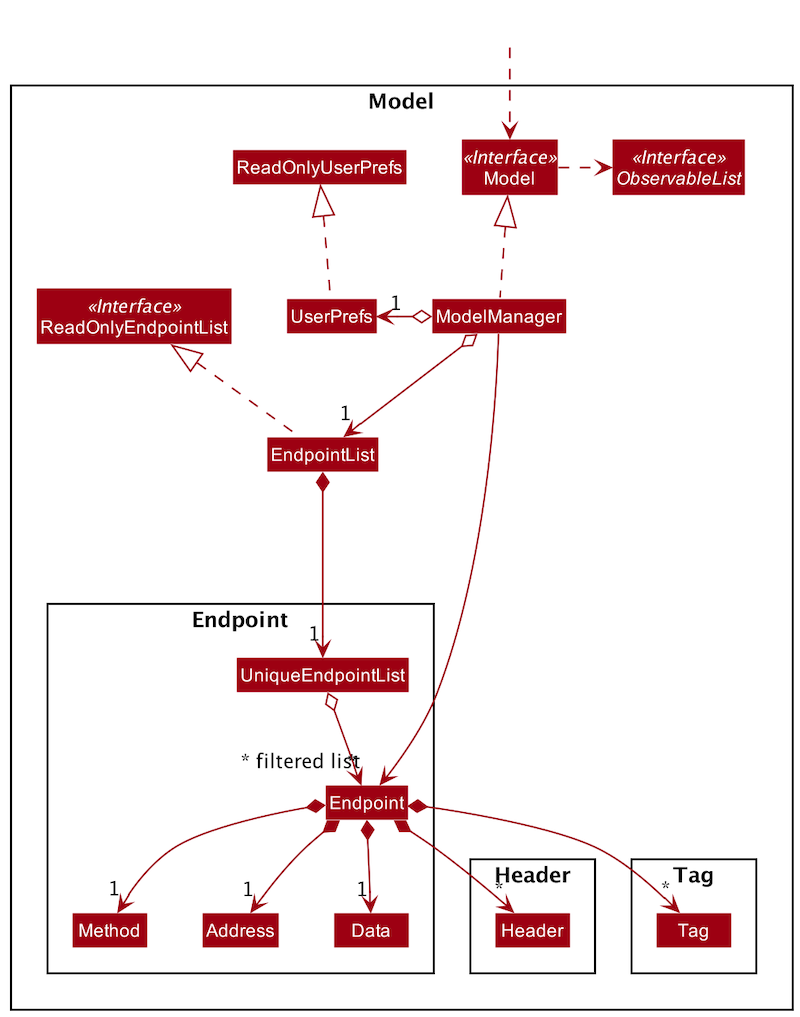 Model
«Interface»
Model
«Interface»
ObservableList
ReadOnlyUserPrefs
«Interface»
ReadOnlyEndpointList
UserPrefs
1
ModelManager
1
EndpointList
Endpoint
1
UniqueEndpointList
*
* filtered list
Endpoint
Header
Tag
1
1
1
*
*
Method
Address
Data
Header
Tag